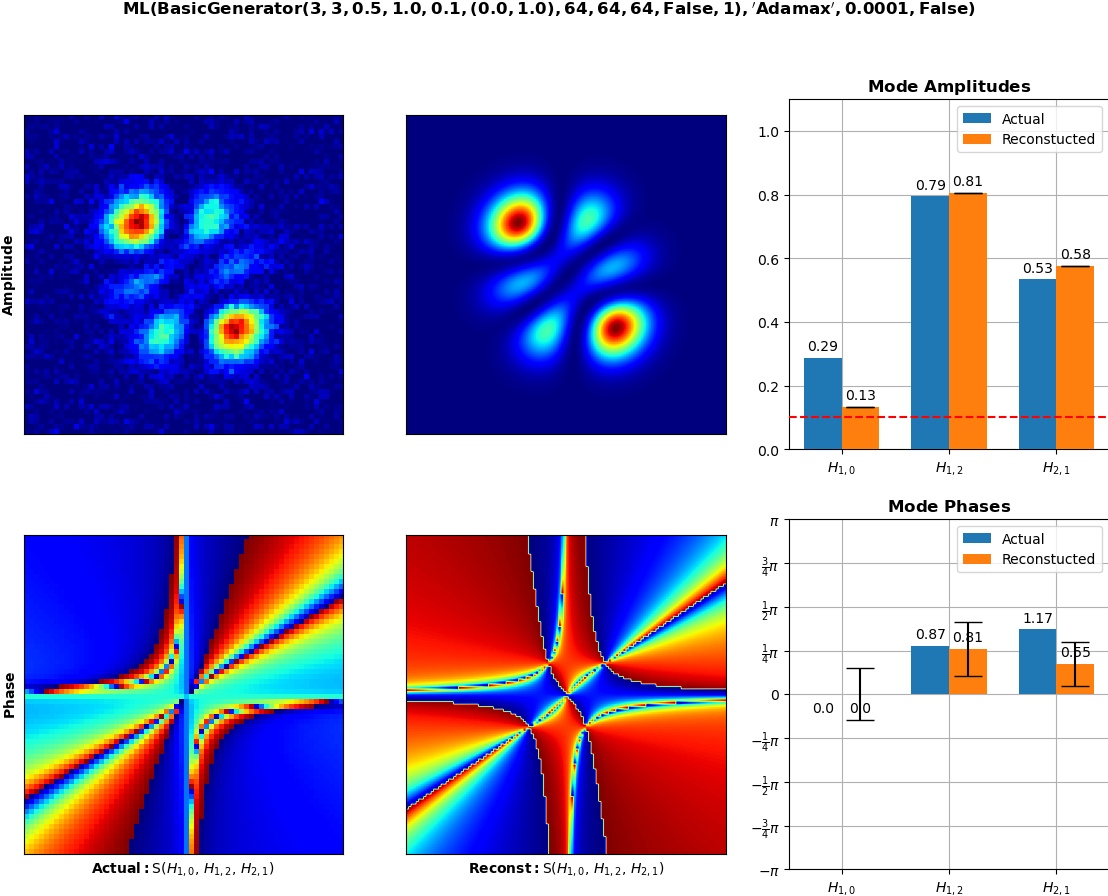 ML(BasicGenerator(3, 3, 0.5, 1.0, 0.1, (0.0, 1.0), 64, 64, 64, False, 1), ′Adamax′, 0.0001, False)
Amplitude
Mode Amplitudes
Actual
Reconstucted
1.0
0.8
0.6
0.4
0.2
0.0
0.29
0.13
0.79
0.81
0.53
0.58
H1, 0
H1, 2
H2, 1
Phase
Actual: S(H1, 0, H1, 2, H2, 1)
Reconst: S(H1, 0, H1, 2, H2, 1)
Mode Phases
Actual
Reconstucted
π
3/4π
1/2π
1/4π
0
−1/4π
−1/2π
−3/4π
−π
0.0
0.0
0.87
0.81
1.17
0.55
H1, 0
H1, 2
H2, 1